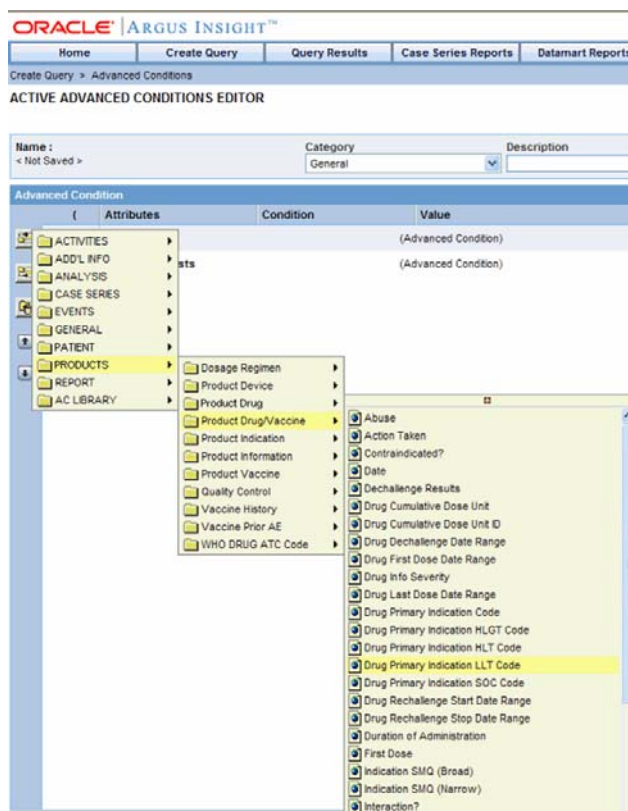 ORACLE' ARGUS INSIGHT™
Home Create Query Query Results Case Series Reports Datamart Reports
Create Query > Advanced Conditions
ACTIVE ADVANCED CONDITIONS EDITOR
Name : Category Description
< Not Saved > General
Advanced Condition
( Attributes Condition Value
ACTIVITIES (Advanced Condition)
ADD'L INFO sts (Advanced Condition)
ANALYSIS
CASE SERIES
EVENTS
GENERAL
PATIENT
PRODUCTS
REPORT
AC LIBRARY
Dosage Regimen
Product Device
Product Drug
Product Drug/Vaccine
Product Indication
Product Information
Product Vaccine
Quality Control
Vaccine History
Vaccine Prior AE
WHO DRUG ATC Code
Abuse
Action Taken
Contraindicated?
Date
Dechallenge Results
Drug Cumulative Dose Unit
Drug Cumulative Dose Unit ID
Drug Dechallenge Date Range
Drug First Dose Date Range
Drug Info Severity
Drug Last Dose Date Range
Drug Primary Indication Code
Drug Primary Indication HLGT Code
Drug Primary Indication HLT Code
Drug Primary Indication LLT Code
Drug Primary Indication SOC Code
Drug Rechallenge Start Date Range
Drug Rechallenge Stop Date Range
Duration of Administration
First Dose
Indication SMQ (Broad)
Indication SMQ (Narrow)
Interaction?